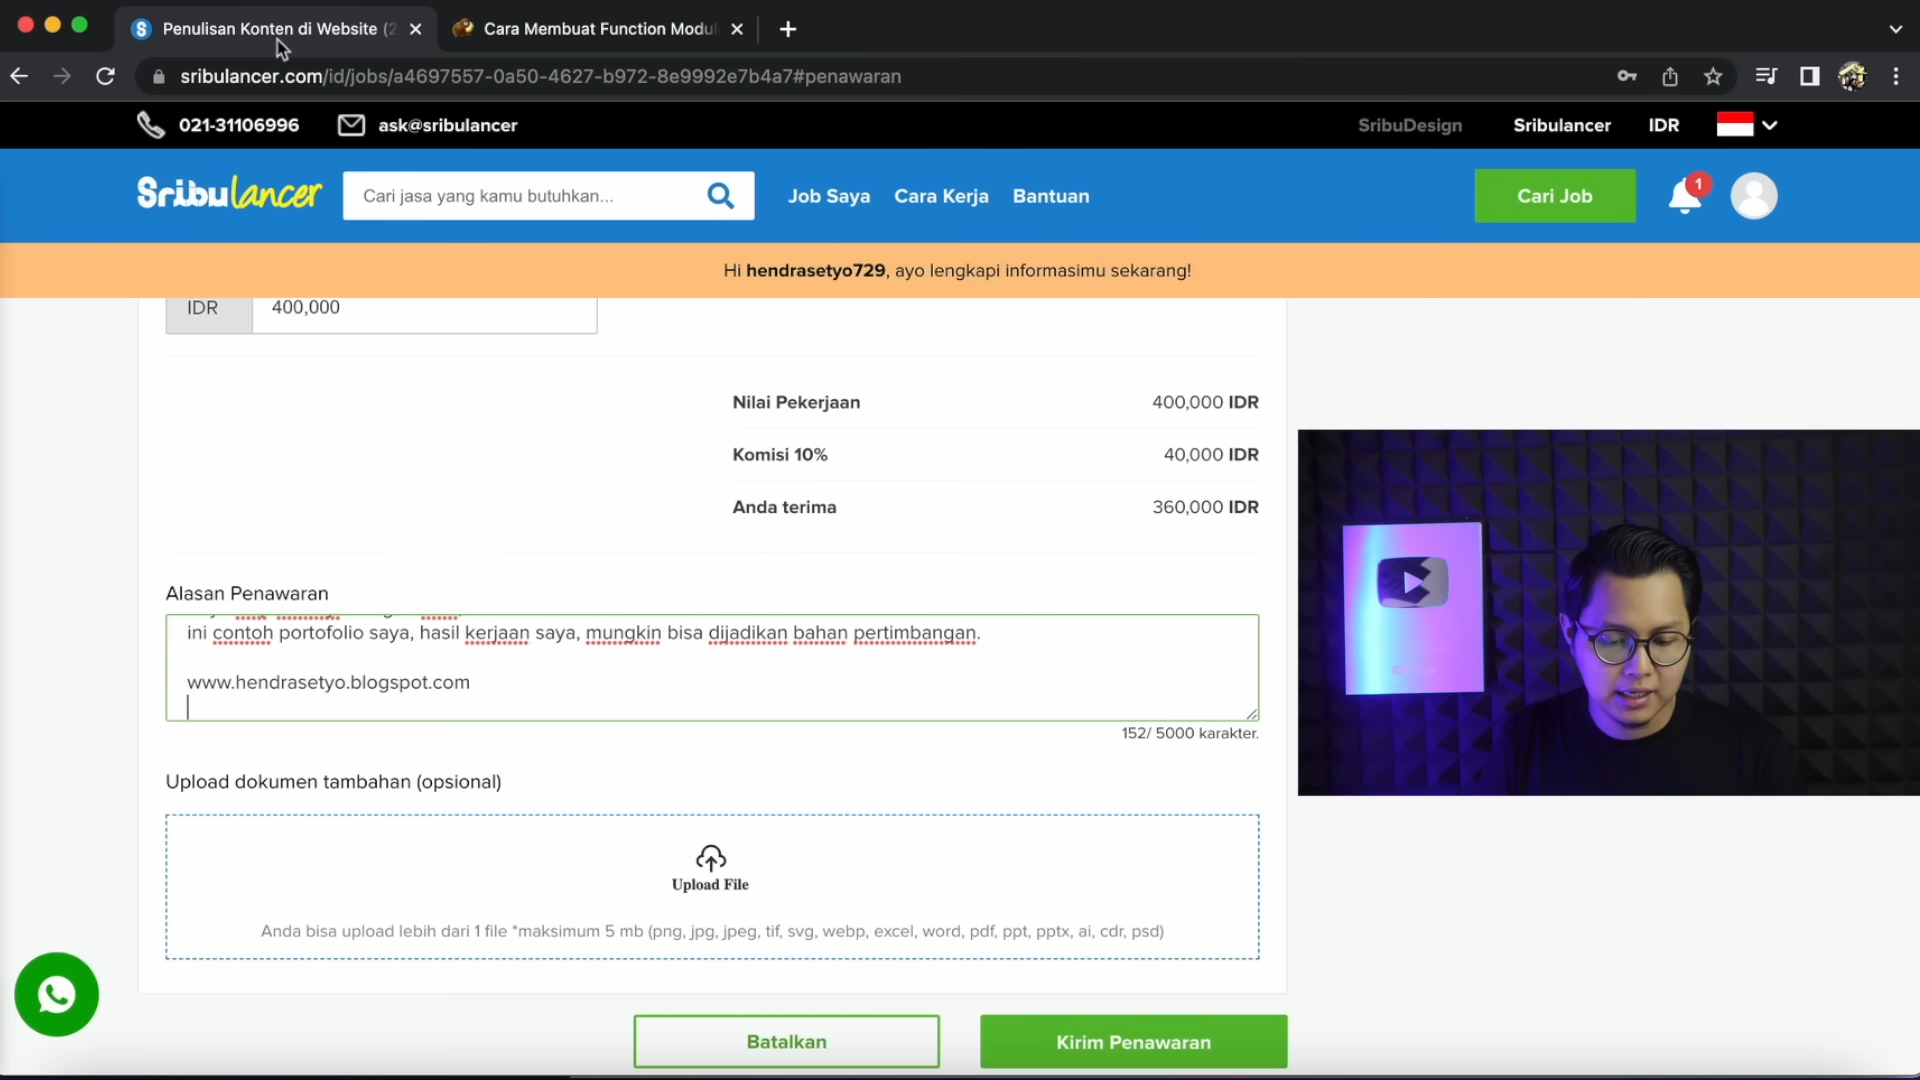 Penulisan Konten di Website (2
Cara Membuat Function Modul
sribulancer.com/id/jobs/a4697557-0a50-4627-b972-8e9992e7b4a7#penawaran
021-31106996
ask@sribulancer
SribuDesign
Sribulancer
IDR
Sribulancer
Cari jasa yang kamu butuhkan...
Job Saya
Cara Kerja
Bantuan
Cari Job
1
Hi hendrasetyo729, ayo lengkapi informasimu sekarang!
IDR 400,000
Nilai Pekerjaan 400,000 IDR
Komisi 10% 40,000 IDR
Anda terima 360,000 IDR
Alasan Penawaran
ini contoh portofolio saya, hasil kerjaan saya, mungkin bisa dijadikan bahan pertimbangan.
www.hendrasetyo.blogspot.com
152/ 5000 karakter.
Upload dokumen tambahan (opsional)
Upload File
Anda bisa upload lebih dari 1 file *maksimum 5 mb (png, jpg, jpeg, tif, svg, webp, excel, word, pdf, ppt, pptx, ai, cdr, psd)
Batalkan
Kirim Penawaran